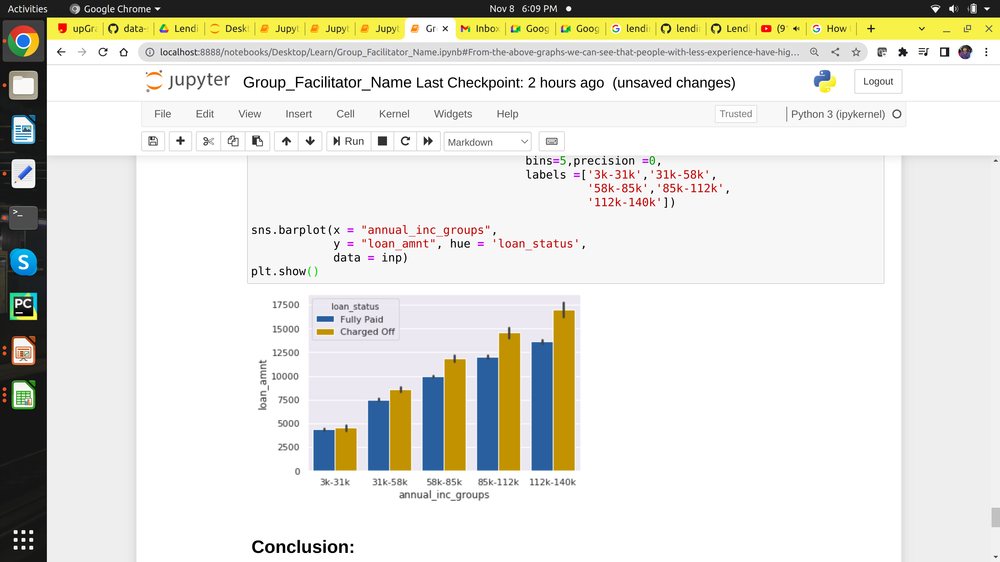 Activities Google Chrome Nov 8 6:09 PM
upGra data-s Lendi Deskt Jupyt Jupyt Jupyt Gr Inbox Goog Goog lendin lendin Lendi (9 How
localhost:8888/notebooks/Desktop/Learn/Group_Facilitator_Name.ipynb#From-the-above-graphs-we-can-see-that-people-with-less-experience-have-hig...
jupyter Group_Facilitator_Name Last Checkpoint: 2 hours ago (unsaved changes) Logout
File Edit View Insert Cell Kernel Widgets Help Trusted Python 3 (ipykernel)
Run Markdown
bins=5,precision =0,
labels =['3k-31k','31k-58k',
'58k-85k','85k-112k',
'112k-140k'])
sns.barplot(x = "annual_inc_groups",
y = "loan_amnt", hue = 'loan_status',
data = inp)
plt.show()
loan_status
Fully Paid
Charged Off
17500
15000
12500
10000
7500
5000
2500
0
loan_amnt
3k-31k 31k-58k 58k-85k 85k-112k 112k-140k
annual_inc_groups
Conclusion:
>_
S
PC